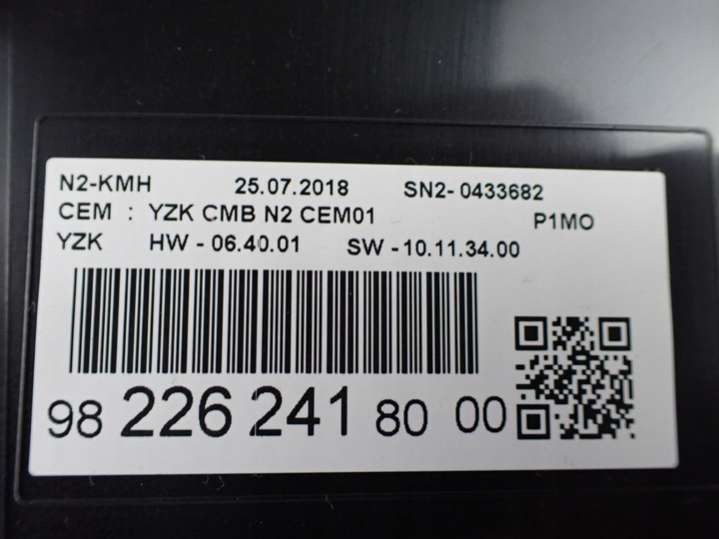 N2-KMH 25.07.2018 SN2- 0433682
CEM : YZK CMB N2 CEM01 P1MO
YZK HW - 06.40.01 SW -10.11.34.00
98 226 241 80 00